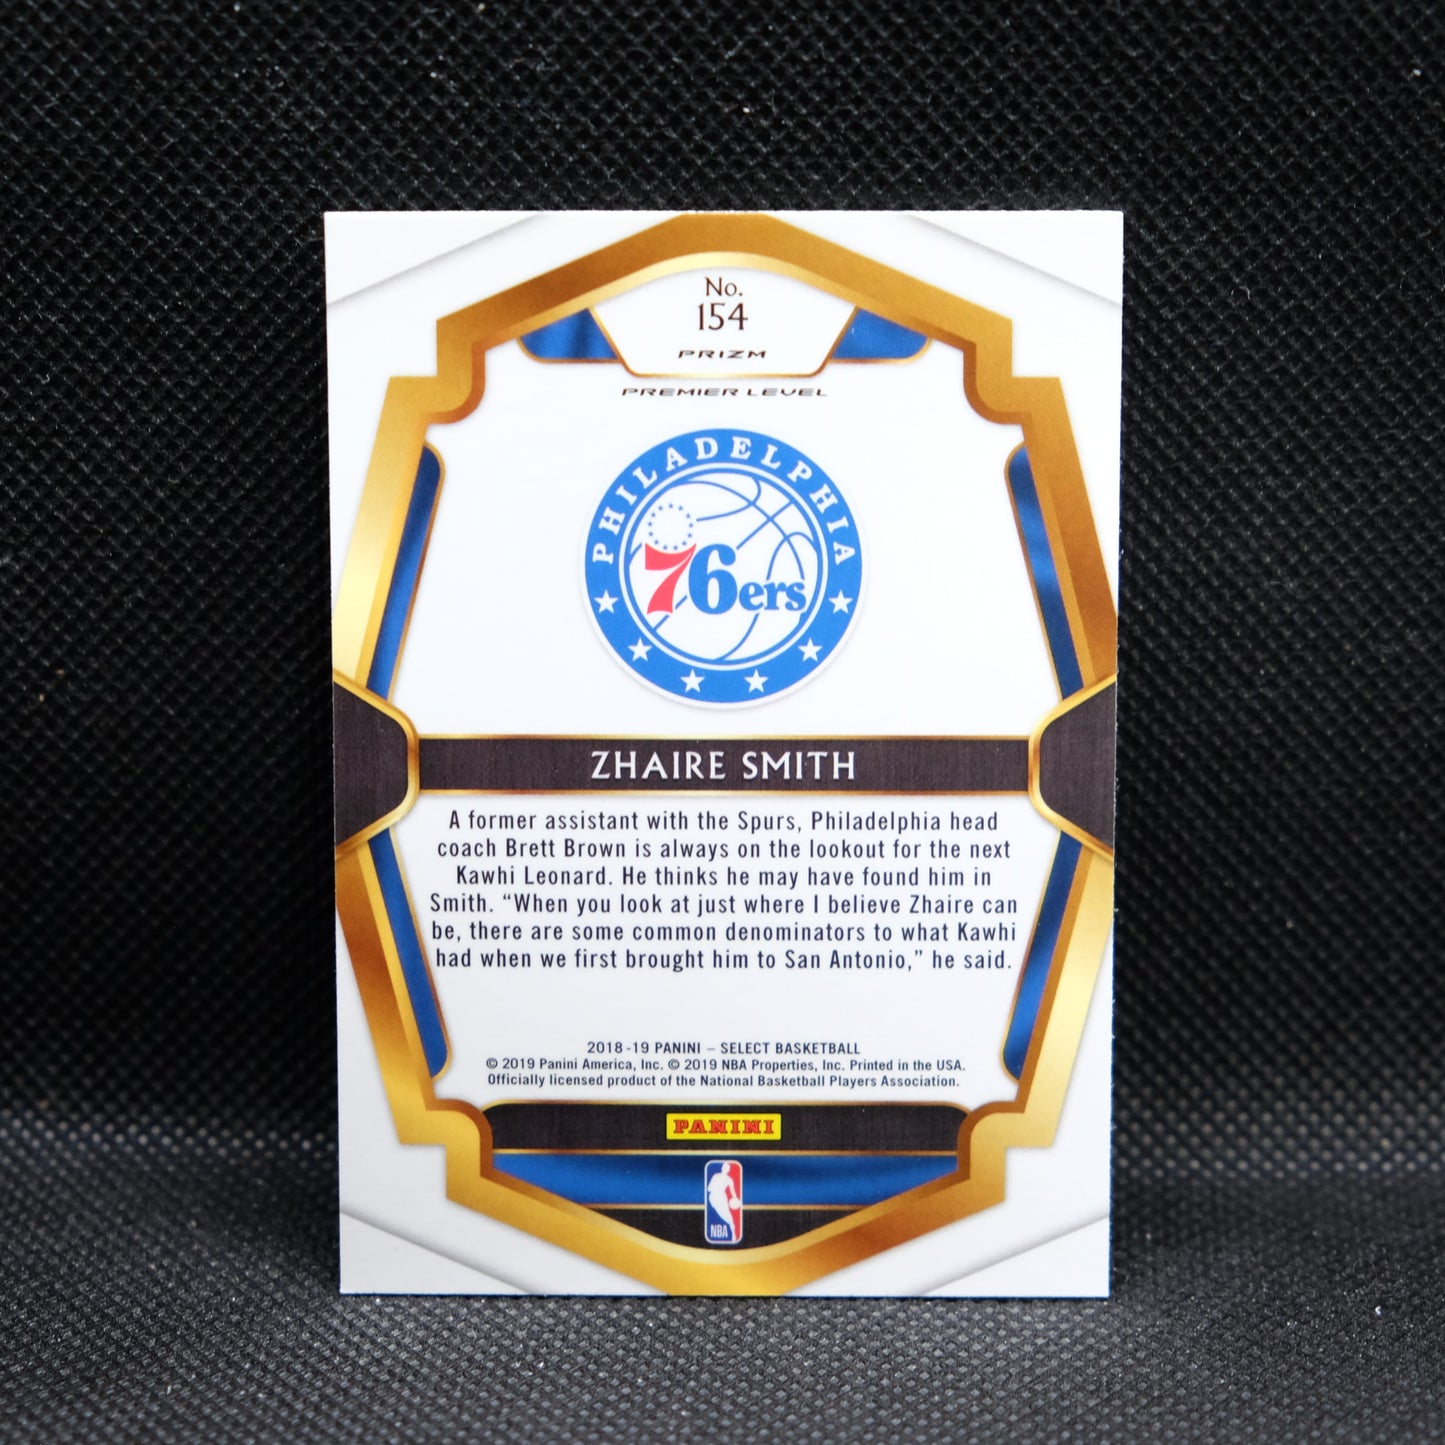 No.
154
PRIZM
PREMIER LEVEL
PHILADELPHIA
76ers
ZHAIRE SMITH
A former assistant with the Spurs, Philadelphia head
coach Brett Brown is always on the lookout for the next
Kawhi Leonard. He thinks he may have found him in
Smith. “When you look at just where I believe Zhaire can
be, there are some common denominators to what Kawhi
had when we first brought him to San Antonio,” he said.
2018-19 PANINI – SELECT BASKETBALL
© 2019 Panini America, Inc. © 2019 NBA Properties, Inc. Printed in the USA.
Officially licensed product of the National Basketball Players Association.
PANINI
NBA